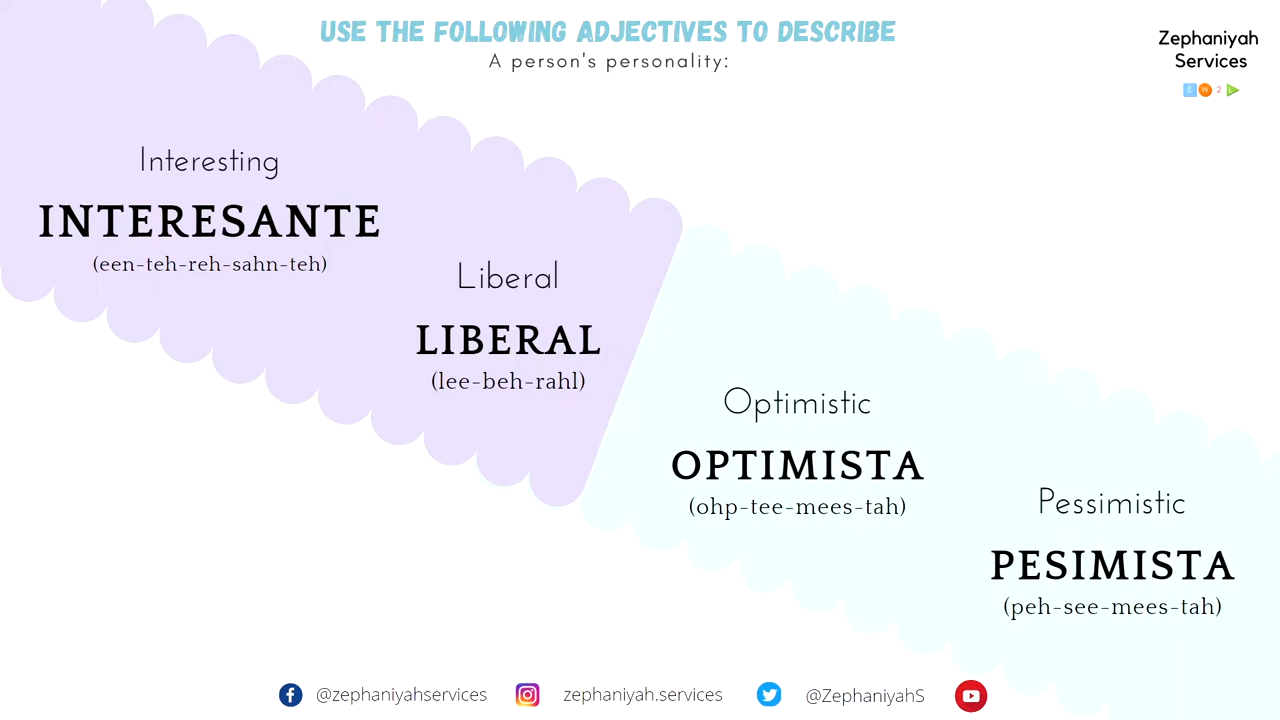 USE THE FOLLOWING ADJECTIVES TO DESCRIBE
A person's personality:
Zephaniyah
Services
E W 2 L
Interesting
INTERESANTE
(een-teh-reh-sahn-teh)
Liberal
LIBERAL
(lee-beh-rahl)
Optimistic
OPTIMISTA
(ohp-tee-mees-tah)
Pessimistic
PESIMISTA
(peh-see-mees-tah)
@zephaniyahservices
zephaniyah.services
@ZephaniyahS